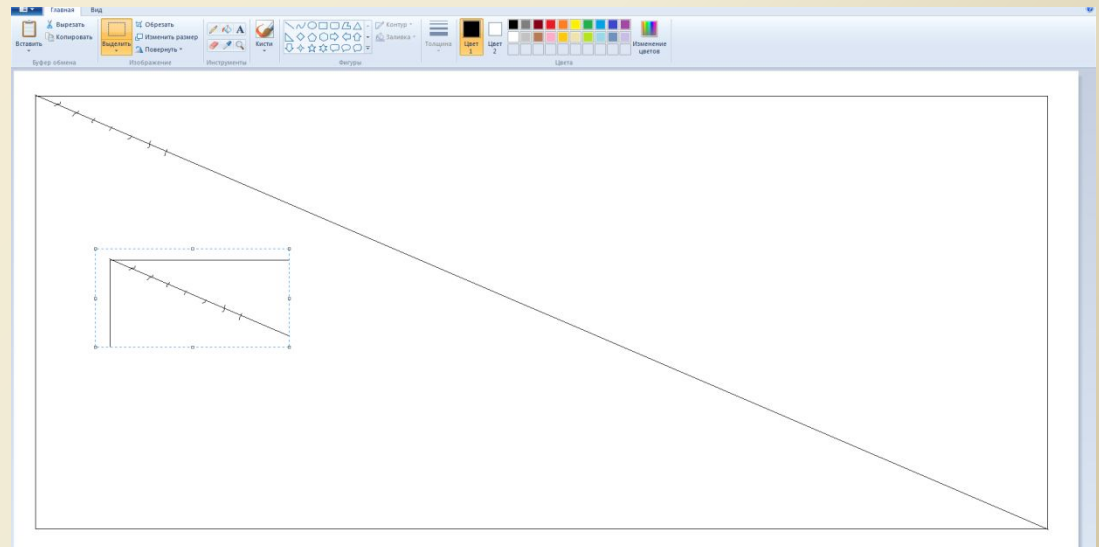 Главная Вид
Вставить
Вырезать
Копировать
Буфер обмена
Выделить
Обрезать
Изменить размер
Повернуть
Изображение
A
Инструменты
Кисти
Контур
Заливка
Фигуры
Толщина
Цвет
1
Цвет
2
Изменение
цветов
Цвета